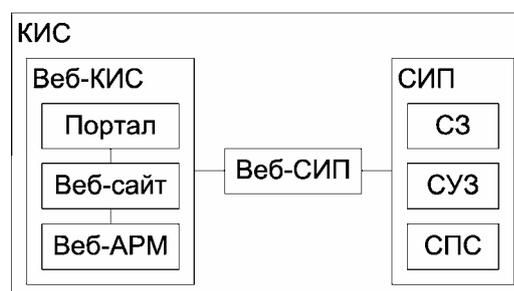 КИС
Веб-КИС
Портал
Веб-сайт
Веб-АРМ
Веб-СИП
СИП
СЗ
СУЗ
СПС